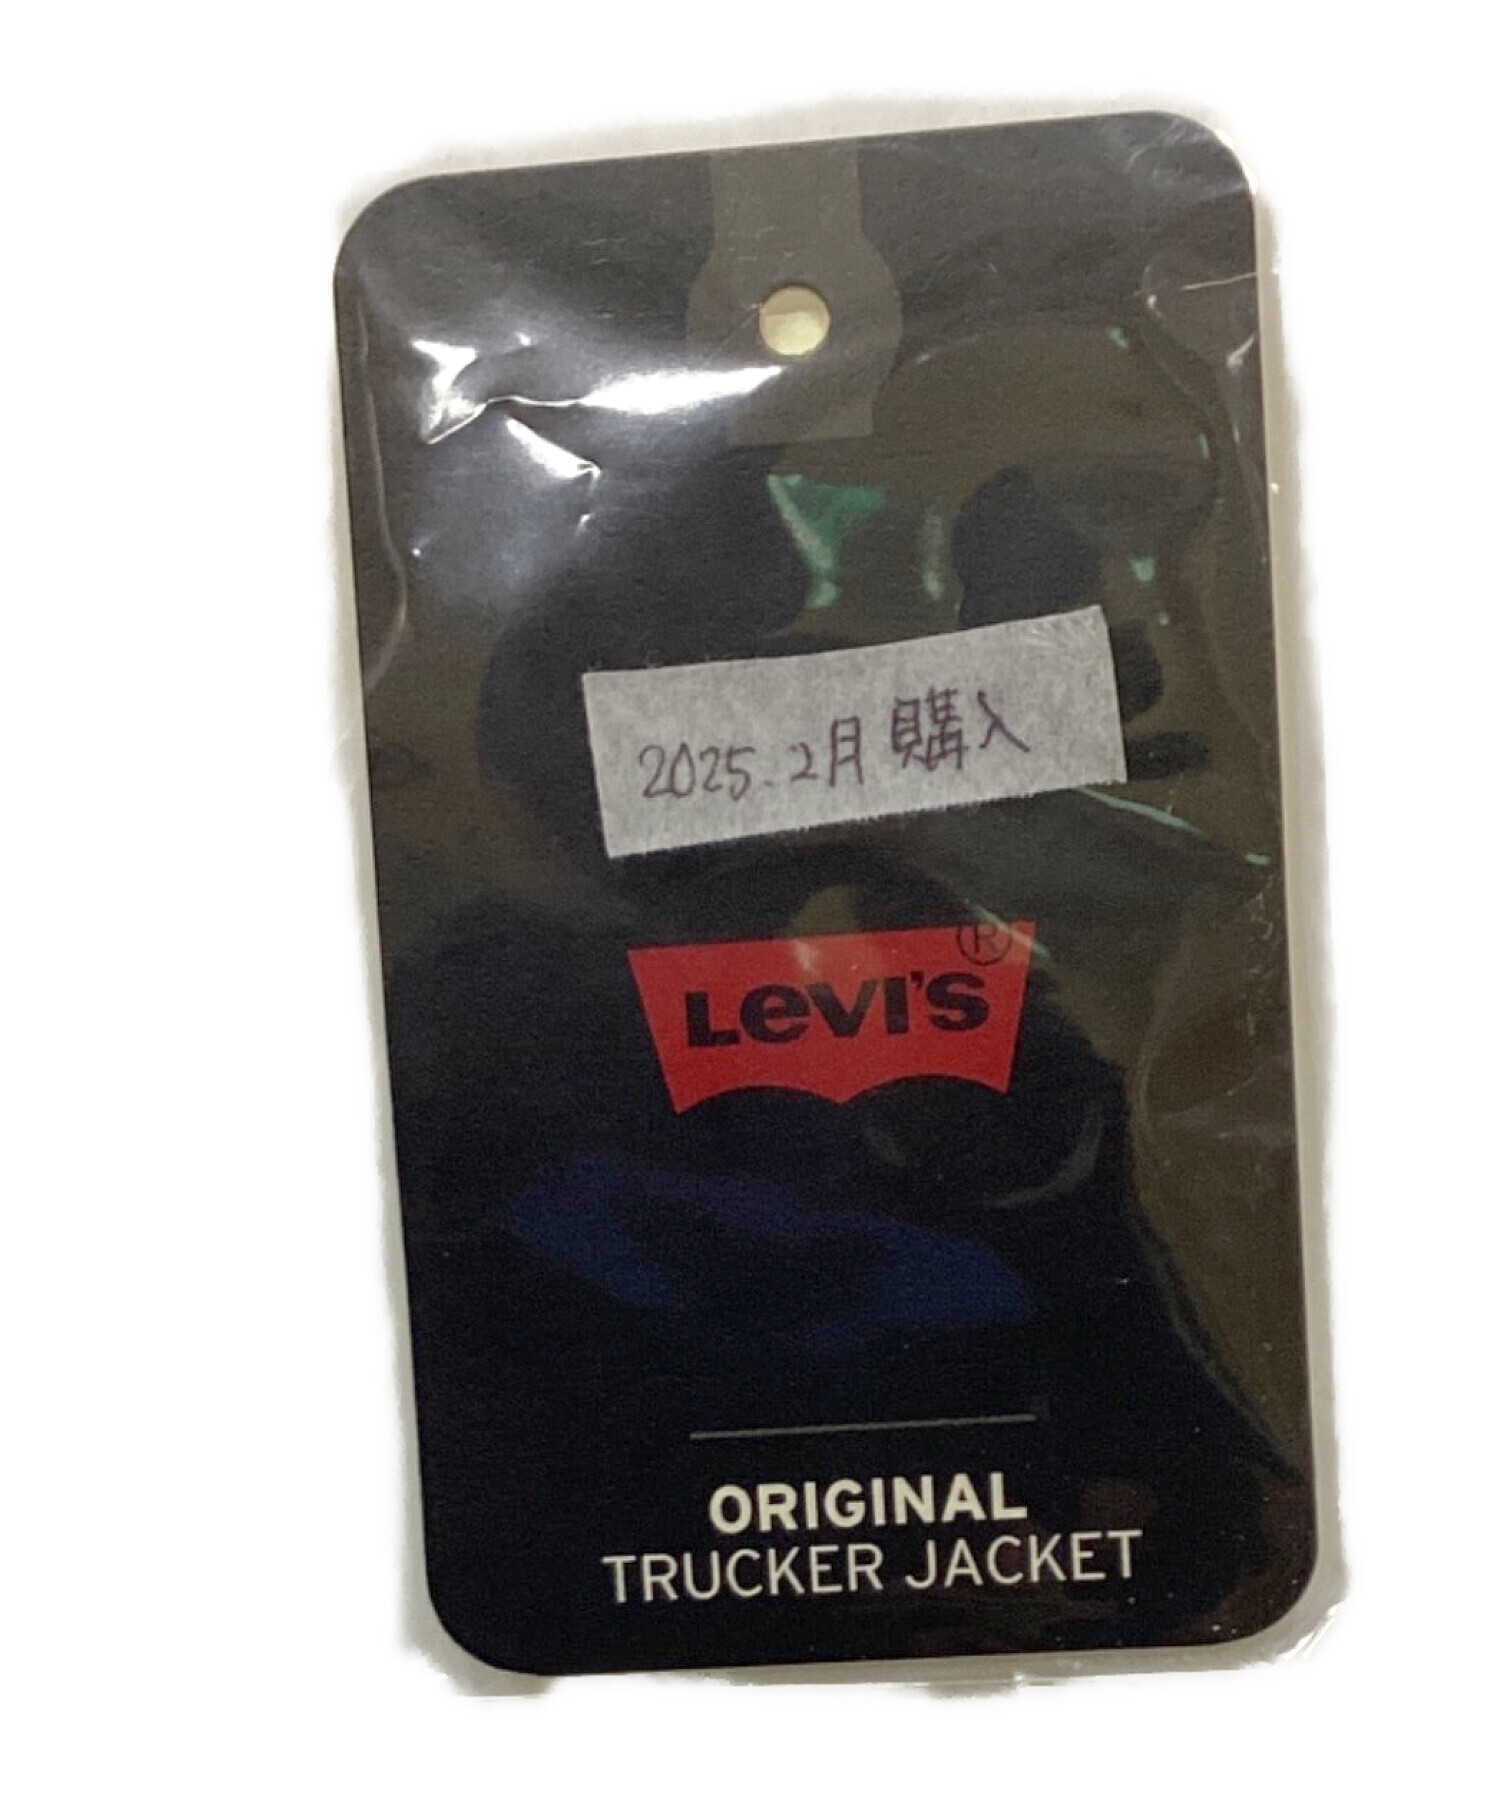 2025.2月購入
LEVI'S®
ORIGINAL
TRUCKER JACKET